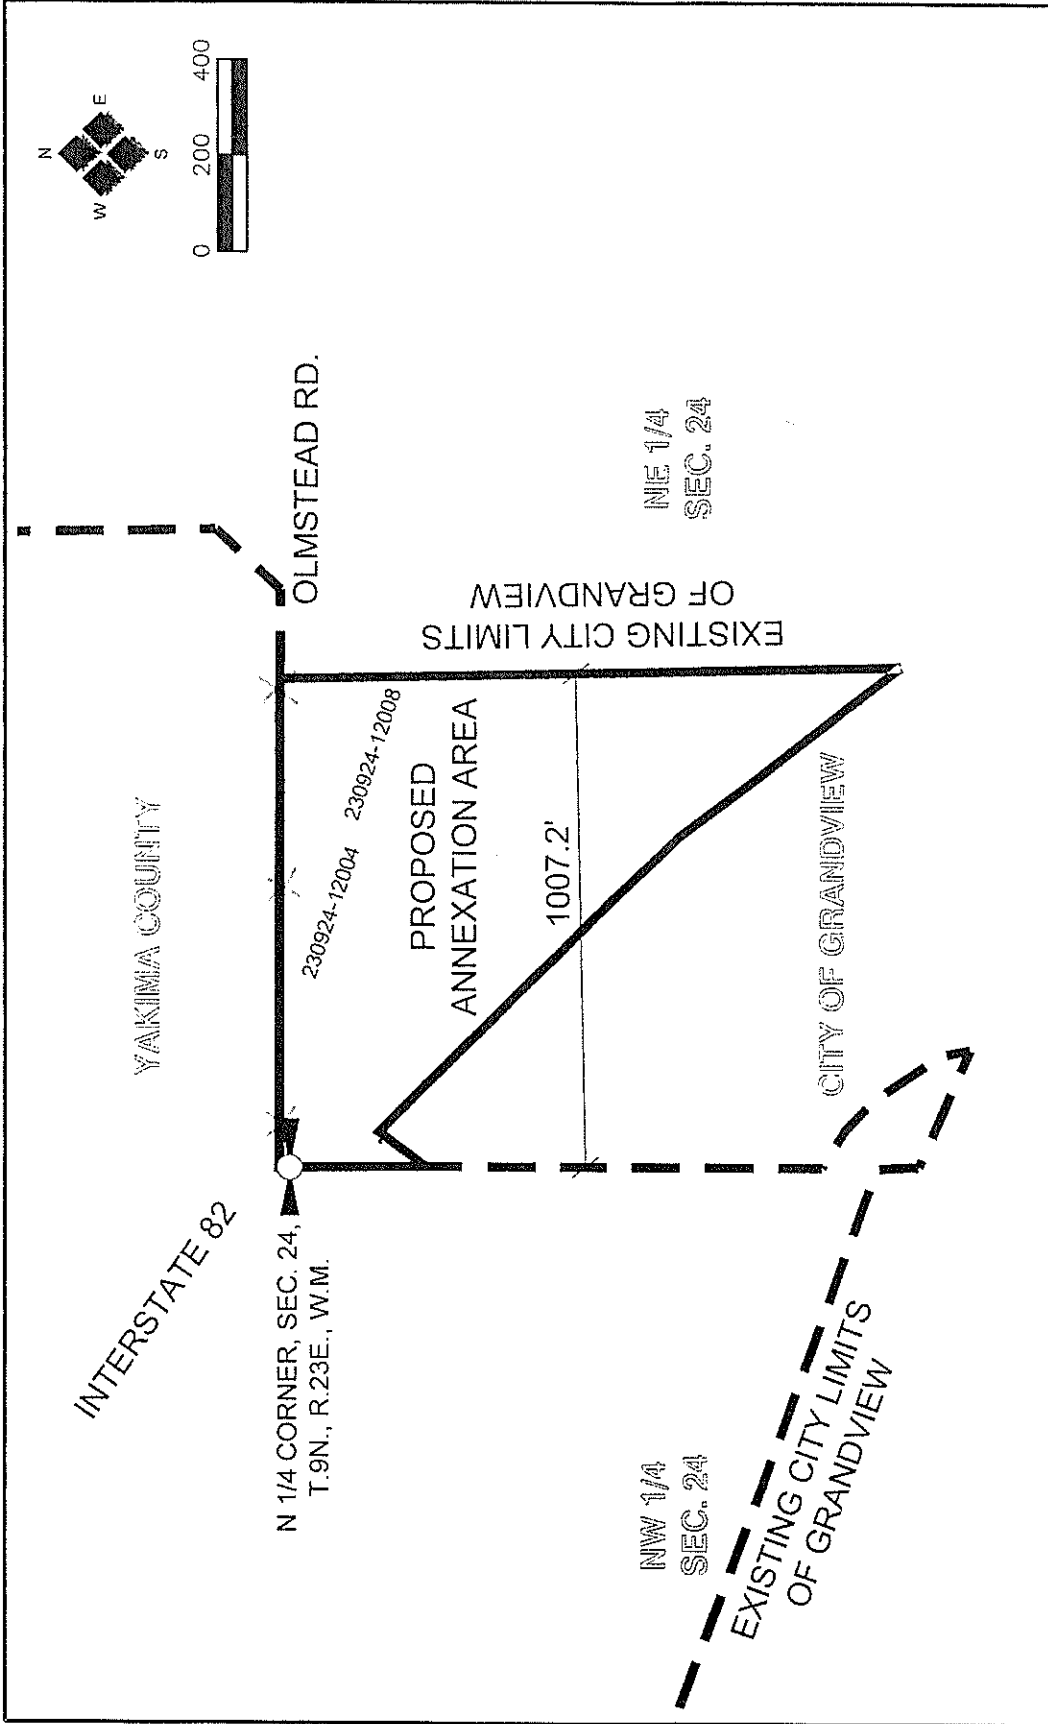 N
W
E
S
0
200
400
YAKIMA COUNTY
INTERSTATE 82
OLMSTEAD RD.
N 1/4 CORNER, SEC. 24,
T.9N., R.23E., W.M.
230924-12004
230924-12008
PROPOSED
ANNEXATION AREA
EXISTING CITY LIMITS
OF GRANDVIEW
1007.2'
NE 1/4
SEC. 24
NW 1/4
SEC. 24
CITY OF GRANDVIEW
EXISTING CITY LIMITS
OF GRANDVIEW